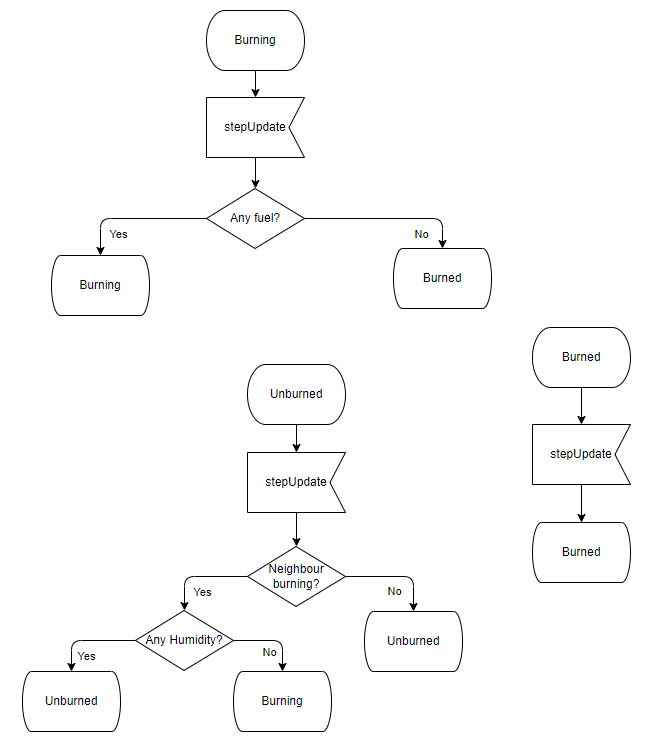 Burning
stepUpdate
Any fuel?
Yes
No
Burning
Burned
Unburned
stepUpdate
Neighbour
burning?
Yes
No
Any Humidity?
Unburned
Yes
No
Unburned
Burning
Burned
stepUpdate
Burned